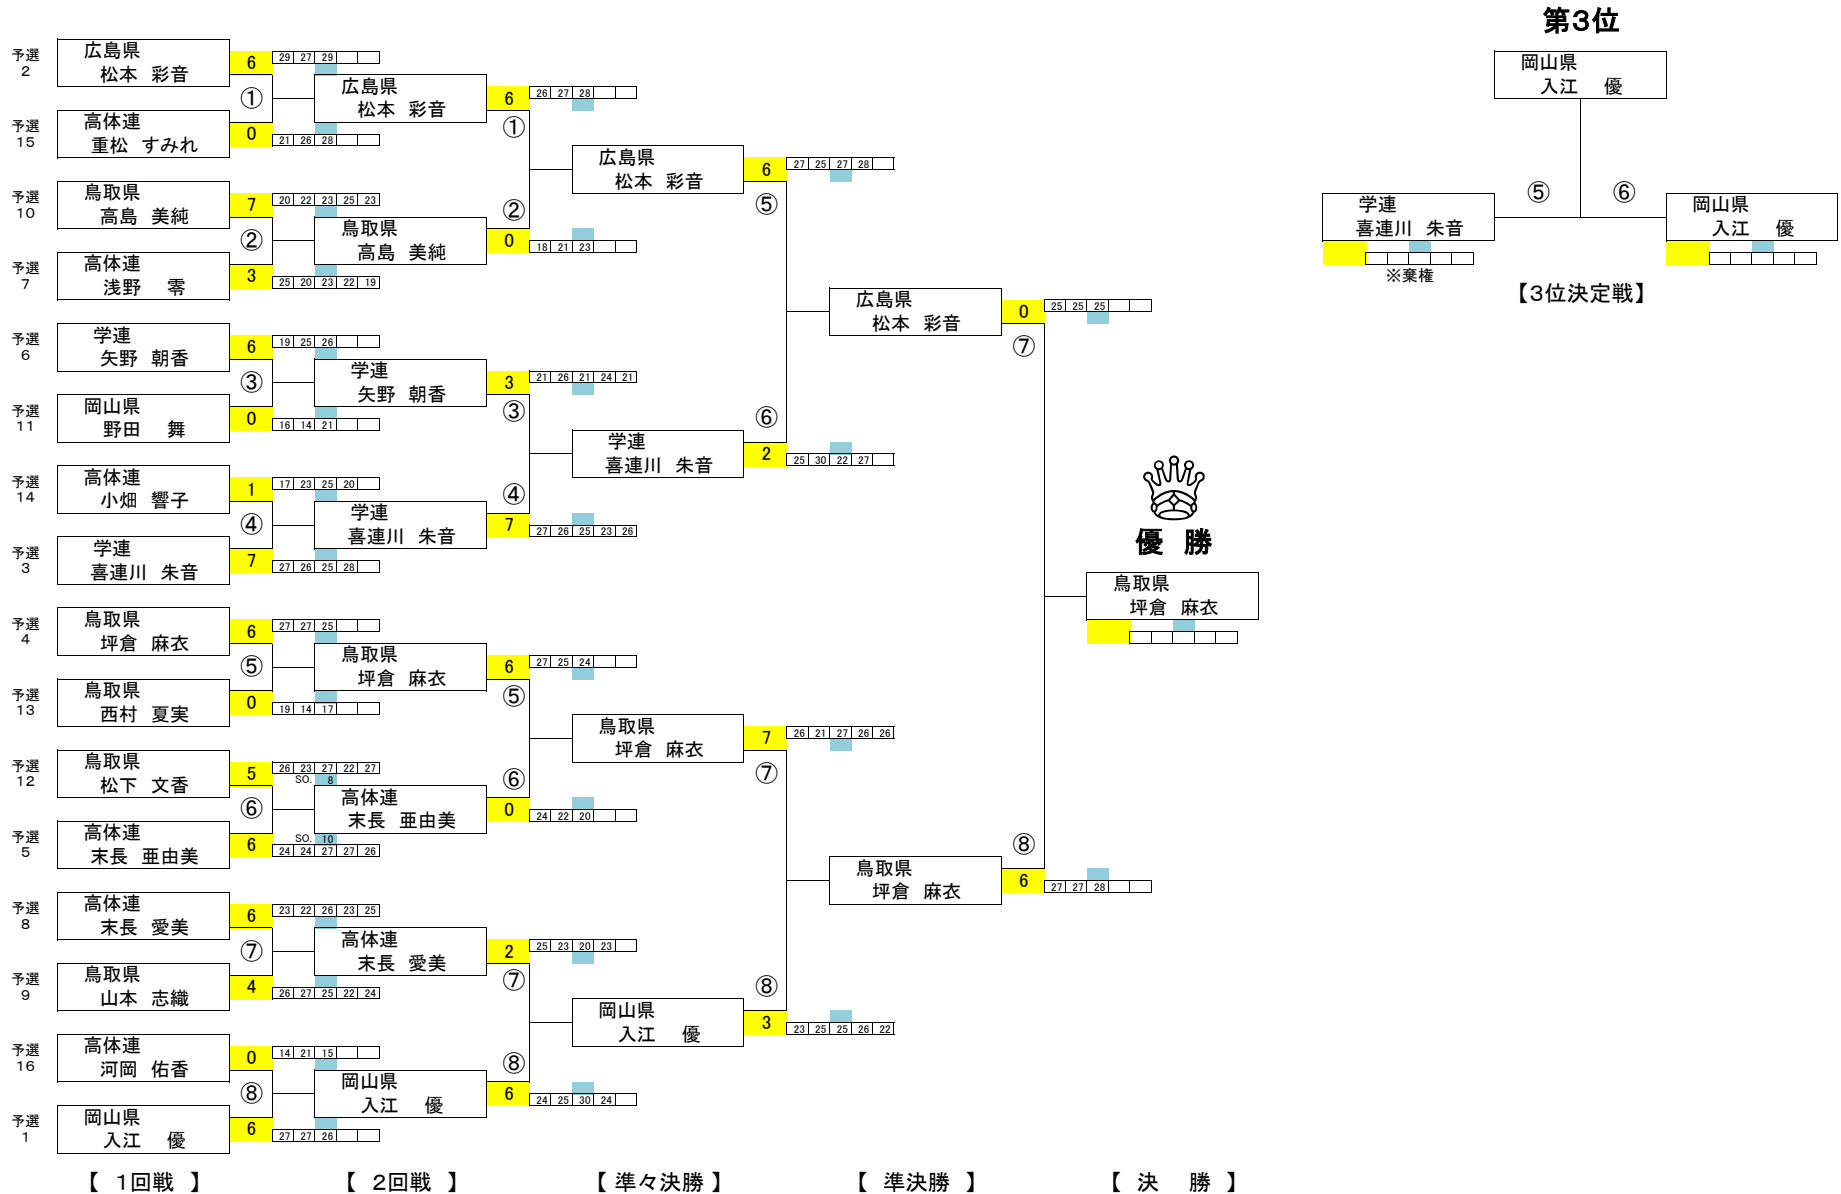 第3位
岡山県
入江　優
⑤ ⑥
学連
喜連川　朱音
※棄権
岡山県
入江　優
【3位決定戦】
予選
2
広島県
松本　彩音
6 29 27 29
①
予選
15
高体連
重松　すみれ
0 21 26 28
予選
10
鳥取県
高島　美純
7 20 22 23 25 23
②
予選
7
高体連
浅野　零
3 25 20 23 22 19
予選
6
学連
矢野　朝香
6 19 25 26
③
予選
11
岡山県
野田　舞
0 16 14 21
予選
14
高体連
小畑　響子
1 17 23 25 20
④
予選
3
学連
喜連川　朱音
7 27 26 25 28
予選
4
鳥取県
坪倉　麻衣
6 27 27 25
⑤
予選
13
鳥取県
西村　夏実
0 19 14 17
予選
12
鳥取県
松下　文香
5 26 23 27 22 27
SO. 8
⑥
予選
5
高体連
末長　亜由美
SO. 10
6 24 24 27 27 26
予選
8
高体連
末長　愛美
6 23 22 26 23 25
⑦
予選
9
鳥取県
山本　志織
4 26 27 25 22 24
予選
16
高体連
河岡　佑香
0 14 21 15
⑧
予選
1
岡山県
入江　優
6 27 27 26
広島県
松本　彩音
6 26 27 28
①
②
鳥取県
高島　美純
0 18 21 23
学連
矢野　朝香
3 21 26 21 24 21
③
④
学連
喜連川　朱音
7 27 26 25 23 26
鳥取県
坪倉　麻衣
6 27 25 24
⑤
⑥
高体連
末長　亜由美
0 24 22 20
高体連
末長　愛美
2 25 23 20 23
⑦
⑧
岡山県
入江　優
6 24 25 30 24
広島県
松本　彩音
6 27 25 27 28
⑤
⑥
学連
喜連川　朱音
2 25 30 22 27
鳥取県
坪倉　麻衣
7 26 21 27 26 26
⑦
⑧
岡山県
入江　優
3 23 25 25 26 22
広島県
松本　彩音
0 25 25 25
⑦
⑧
鳥取県
坪倉　麻衣
6 27 27 28
優　勝
鳥取県
坪倉　麻衣
【　1回戦　】 【　2回戦　】 【 準々決勝 】 【　準決勝　】 【　決　勝　】